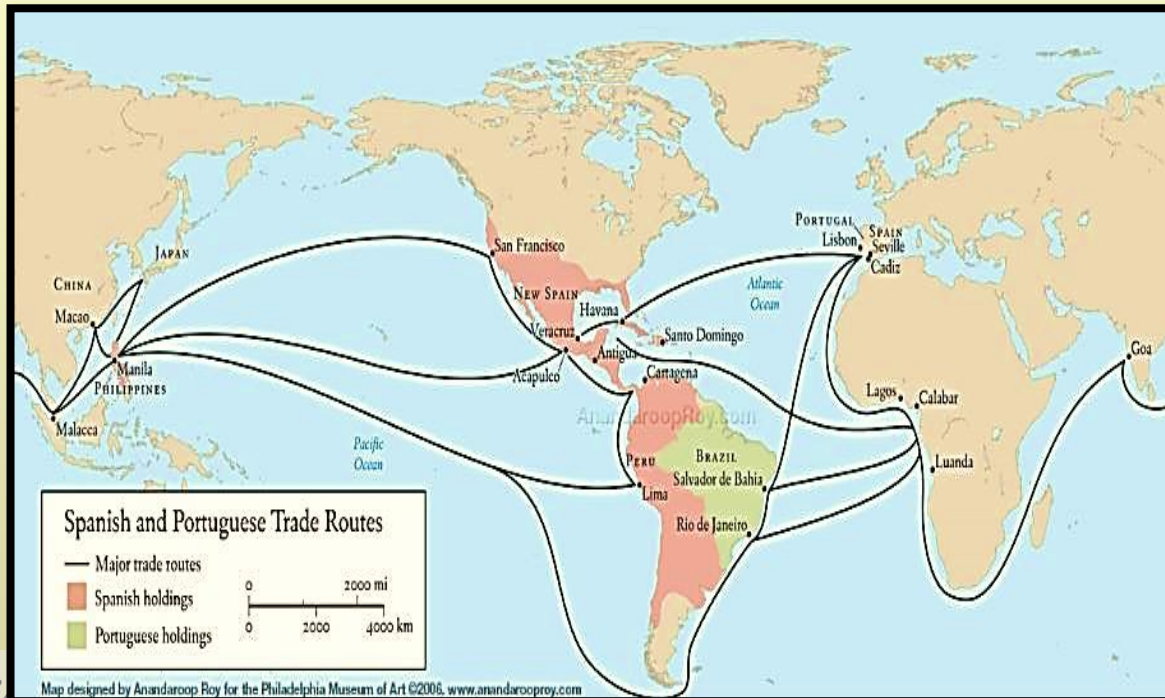 PORTUGAL
SPAIN
Lisbon
Seville
Cadiz
San Francisco
JAPAN
CHINA
NEW SPAIN
Havana
Atlantic
Ocean
Macao
Veracruz
Santo Domingo
Goa
Manila
Antigua
PHILIPPINES
Acapulco
Cartagena
Lagos
Calabar
Malacca
AnandaroopRoy.com
Pacific
Ocean
PERU
BRAZIL
Luanda
Lima
Salvador de Bahia
Rio de Janeiro
Spanish and Portuguese Trade Routes
Major trade routes
Spanish holdings
Portuguese holdings
0 2000 mi
0 2000 4000 km
Map designed by Anandaroop Roy for the Philadelphia Museum of Art ©2006, www.anandarooproy.com